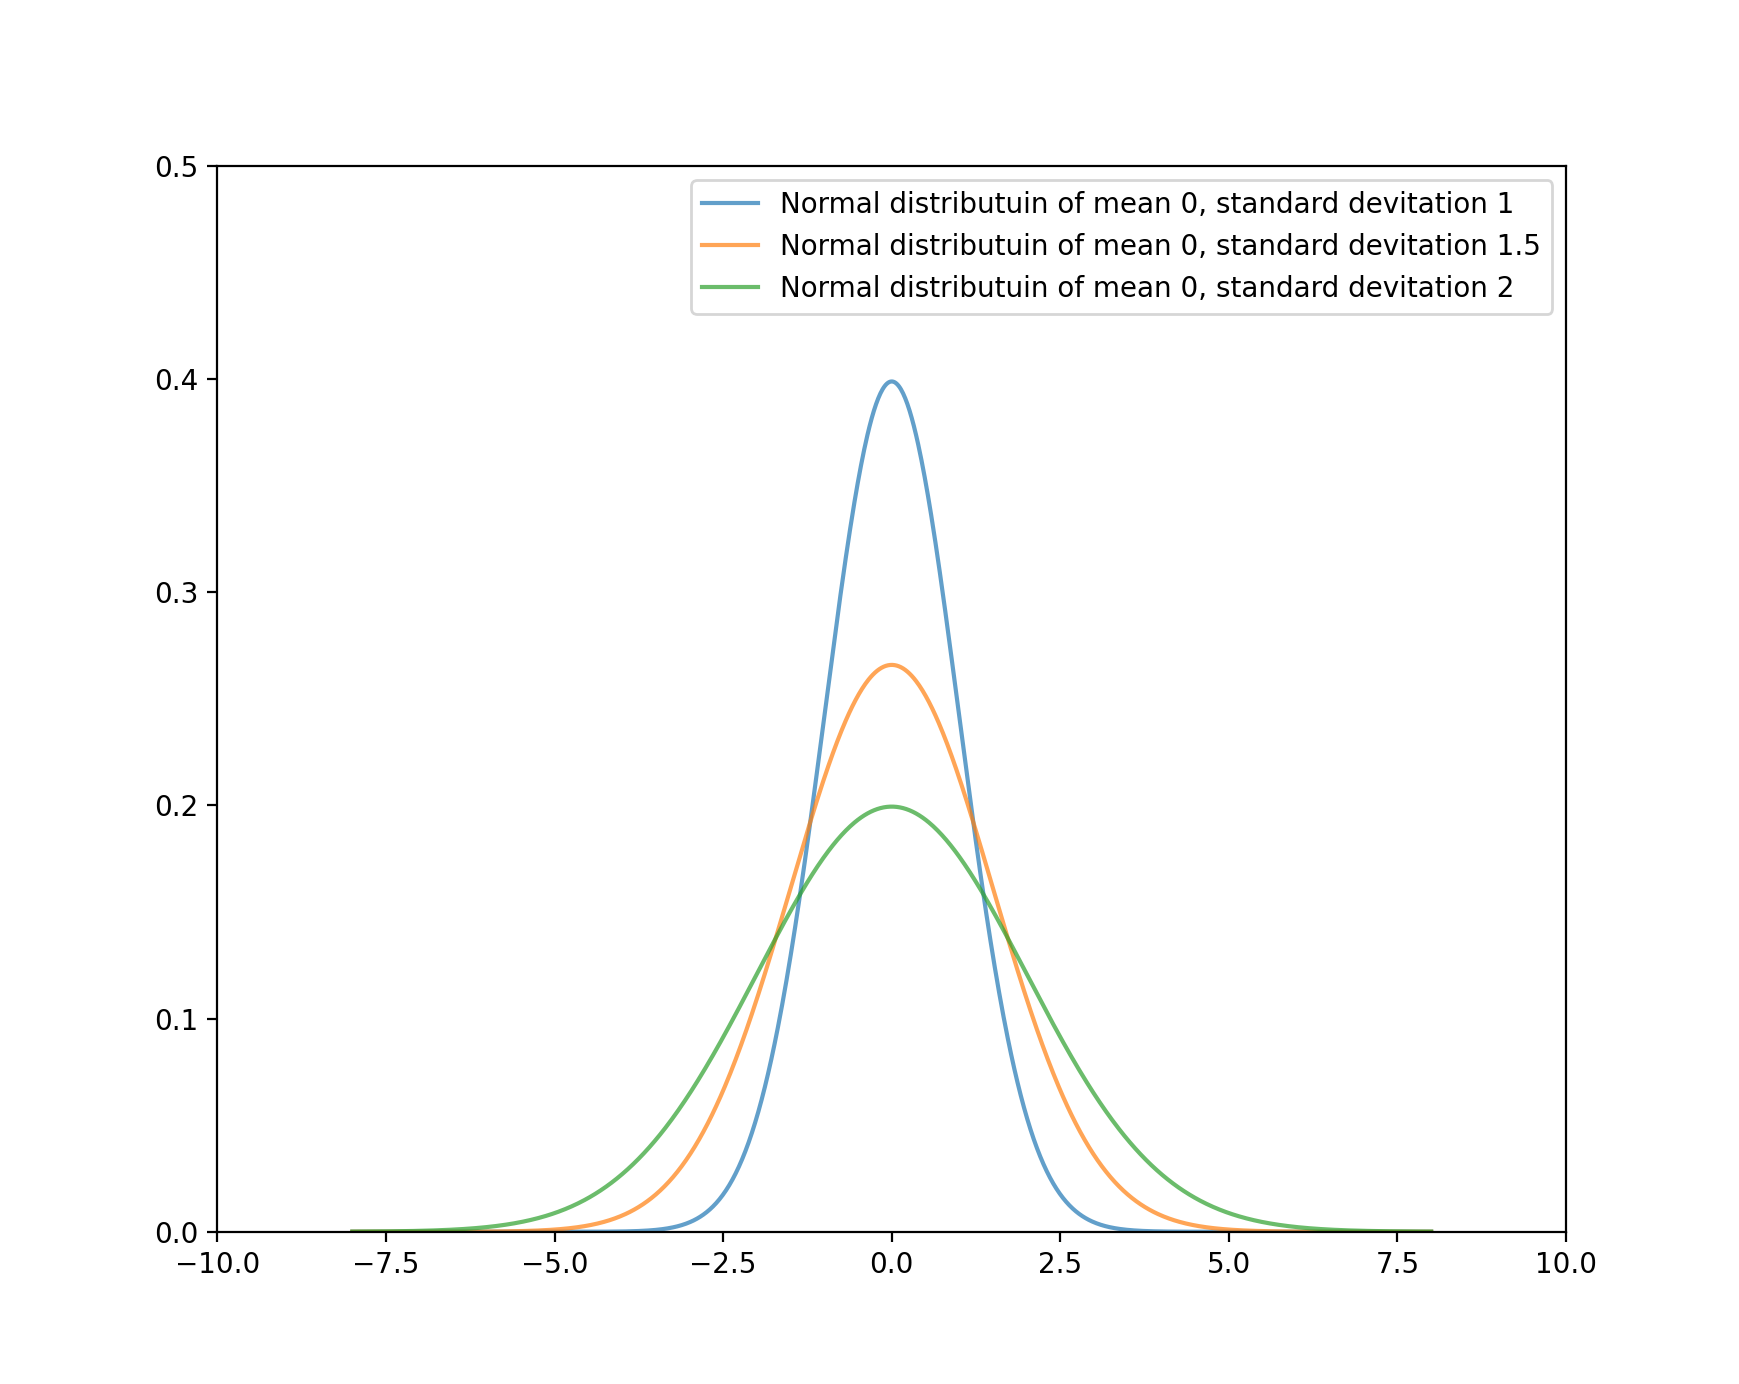 0.5
Normal distributuin of mean 0, standard devitation 1
Normal distributuin of mean 0, standard devitation 1.5
Normal distributuin of mean 0, standard devitation 2
0.4
0.3
0.2
0.1
0.0
−10.0 −7.5 −5.0 −2.5 0.0 2.5 5.0 7.5 10.0